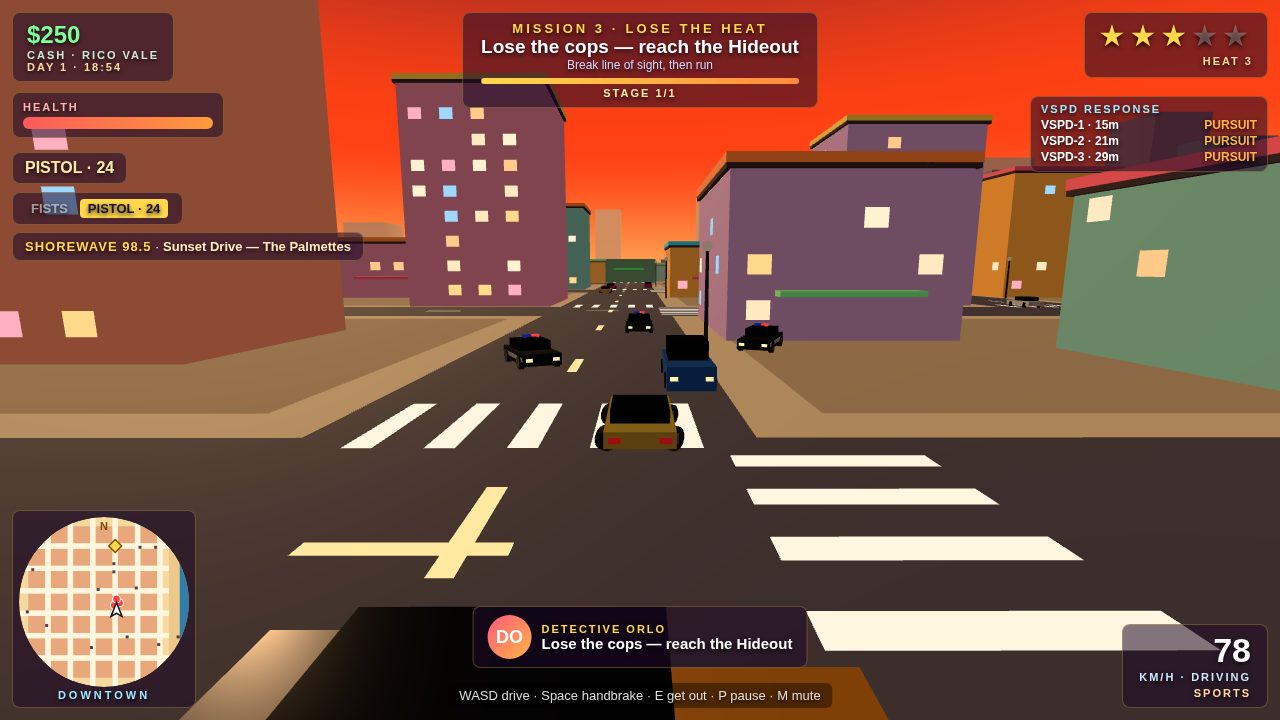 $250
CASH · RICO VALE
DAY 1 · 18:54
HEALTH
PISTOL · 24
FISTS PISTOL · 24
SHOREWAVE 98.5 · Sunset Drive — The Palmettes
MISSION 3 · LOSE THE HEAT
Lose the cops — reach the Hideout
Break line of sight, then run
STAGE 1/1
★★★★★
HEAT 3
VSPD RESPONSE
VSPD-1 · 15m PURSUIT
VSPD-2 · 21m PURSUIT
VSPD-3 · 29m PURSUIT
N
DOWNTOWN
DO
DETECTIVE ORLO
Lose the cops — reach the Hideout
WASD drive · Space handbrake · E get out · P pause · M mute
78
KM/H · DRIVING
SPORTS